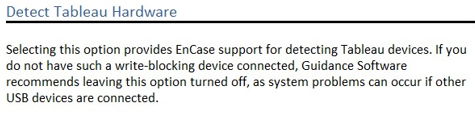 Detect Tableau Hardware
Selecting this option provides EnCase support for detecting Tableau devices. If you
do not have such a write-blocking device connected, Guidance Software
recommends leaving this option turned off, as system problems can occur if other
USB devices are connected.